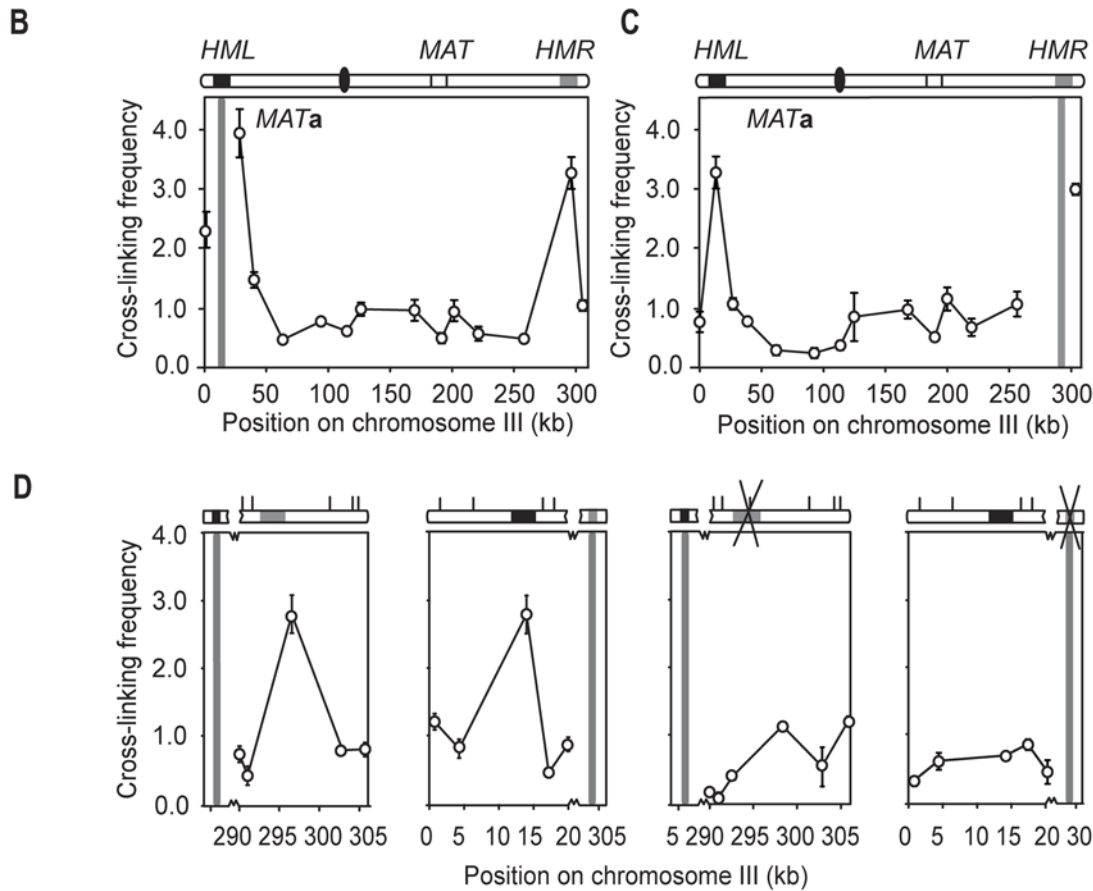 B
HML MAT HMR
MATa
Cross-linking frequency
4.0
3.0
2.0
1.0
0.0
0 50 100 150 200 250 300
Position on chromosome III (kb)
C
HML MAT HMR
MATa
Cross-linking frequency
4.0
3.0
2.0
1.0
0.0
0 50 100 150 200 250 300
Position on chromosome III (kb)
D
Cross-linking frequency
4.0
3.0
2.0
1.0
0.0
290 295 300 305
0 5 10 15 20 305
5 290 295 300 305
0 5 10 15 20 30
Position on chromosome III (kb)